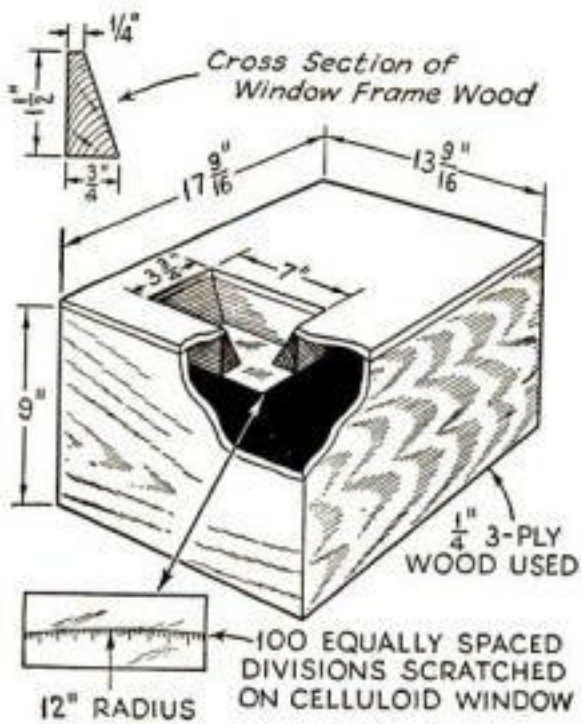 1/4"
Cross Section of
Window Frame Wood
1 1/2"
3/4"
17 9/16"
13 9/16"
3 3/4"
7"
9"
1/4" 3-PLY
WOOD USED
100 EQUALLY SPACED
DIVISIONS SCRATCHED
ON CELLULOID WINDOW
12" RADIUS